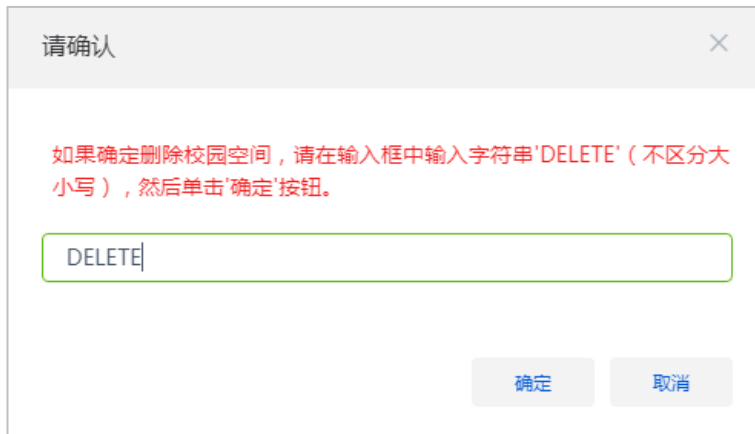 请确认
如果确定删除校园空间，请在输入框中输入字符串'DELETE'（不区分大
小写），然后单击'确定'按钮。
DELETE
确定 取消